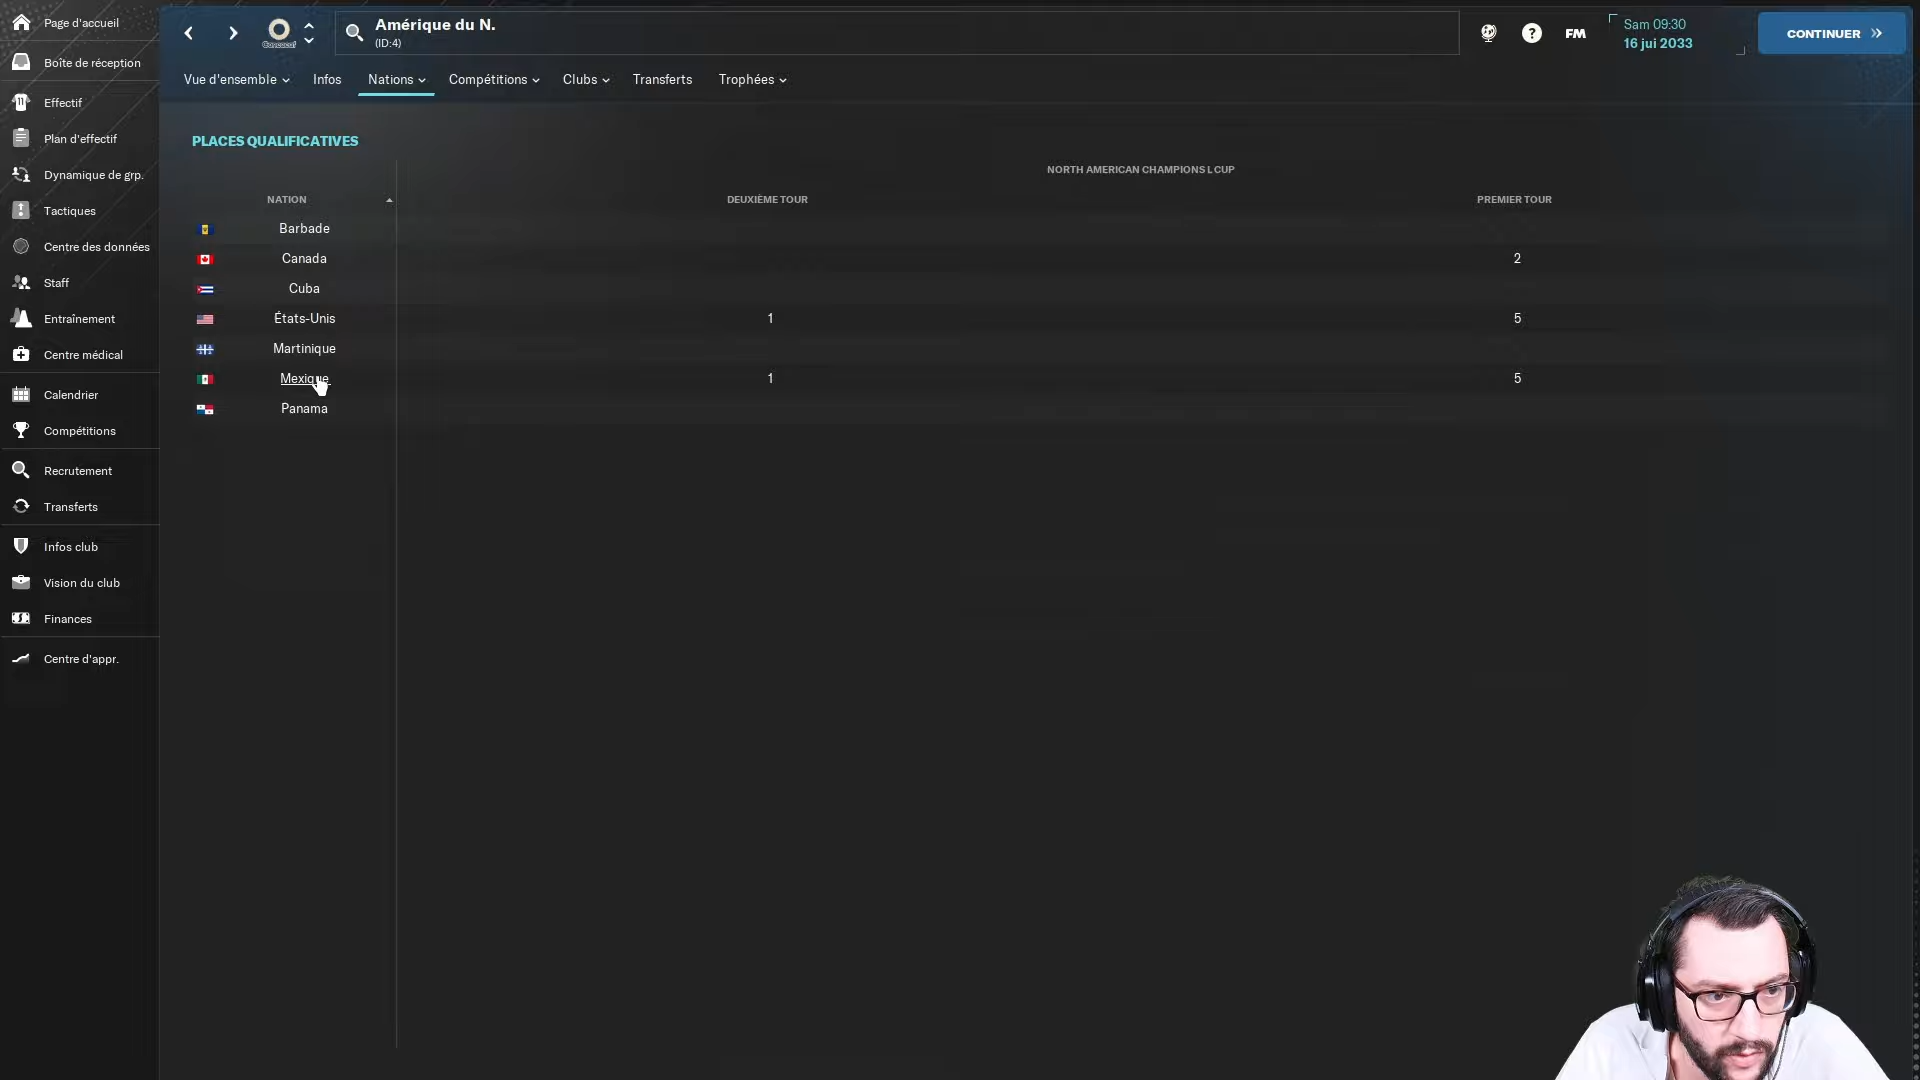 Page d'accueil
Boîte de réception
Effectif
Plan d'effectif
Dynamique de grp.
Tactiques
Centre des données
Staff
Entraînement
Centre médical
Calendrier
Compétitions
Recrutement
Transferts
Infos club
Vision du club
Finances
Centre d'appr.
Amérique du N.
(ID:4)
FM
Sam 09:30
16 jui 2033
CONTINUER
Vue d'ensemble
Infos
Nations
Compétitions
Clubs
Transferts
Trophées
PLACES QUALIFICATIVES
NORTH AMERICAN CHAMPIONS L CUP
NATION DEUXIÈME TOUR PREMIER TOUR
Barbade
Canada 2
Cuba
États-Unis 1 5
Martinique
Mexique 1 5
Panama